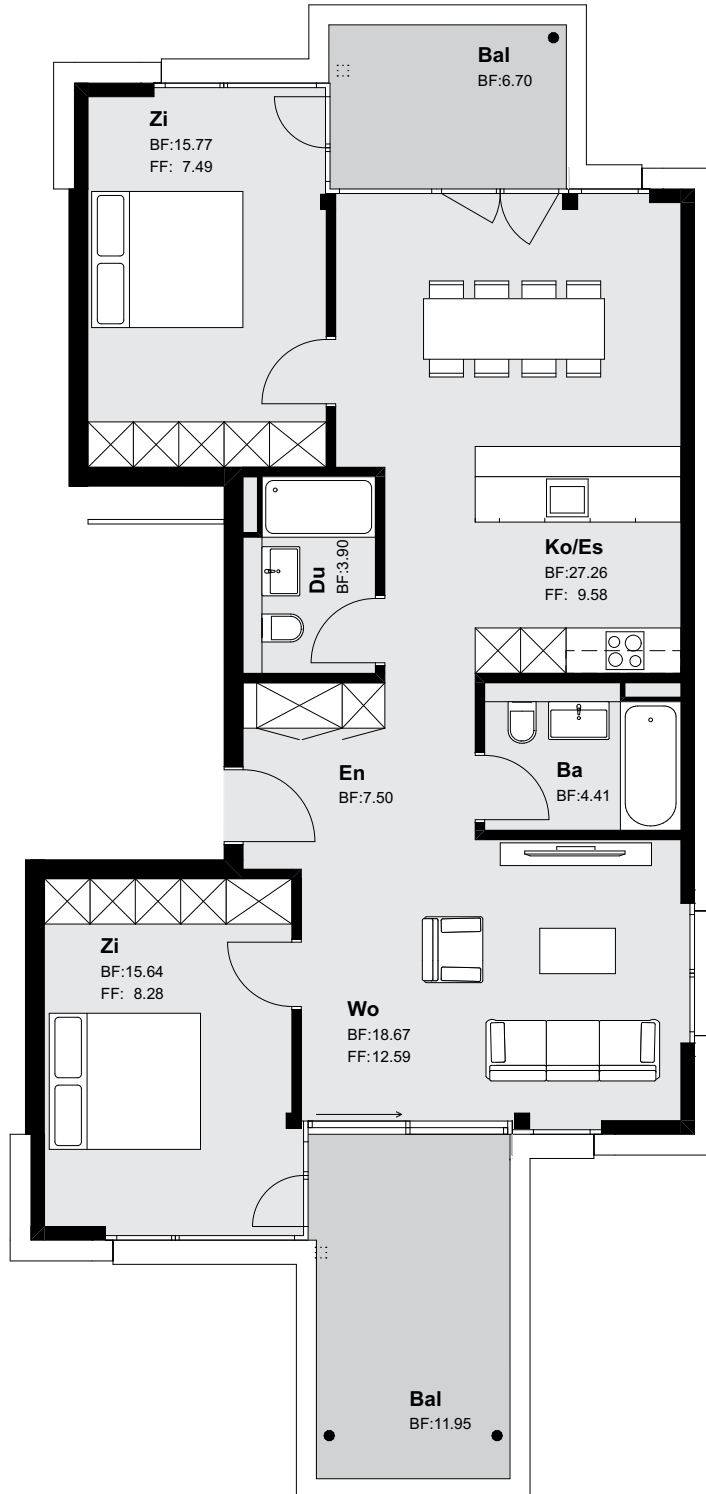 Bal
BF:6.70
Zi
BF:15.77
FF: 7.49
Ko/Es
BF:27.26
FF: 9.58
Du
BF:3.90
En
BF:7.50
Ba
BF:4.41
Zi
BF:15.64
FF: 8.28
Wo
BF:18.67
FF:12.59
Bal
BF:11.95